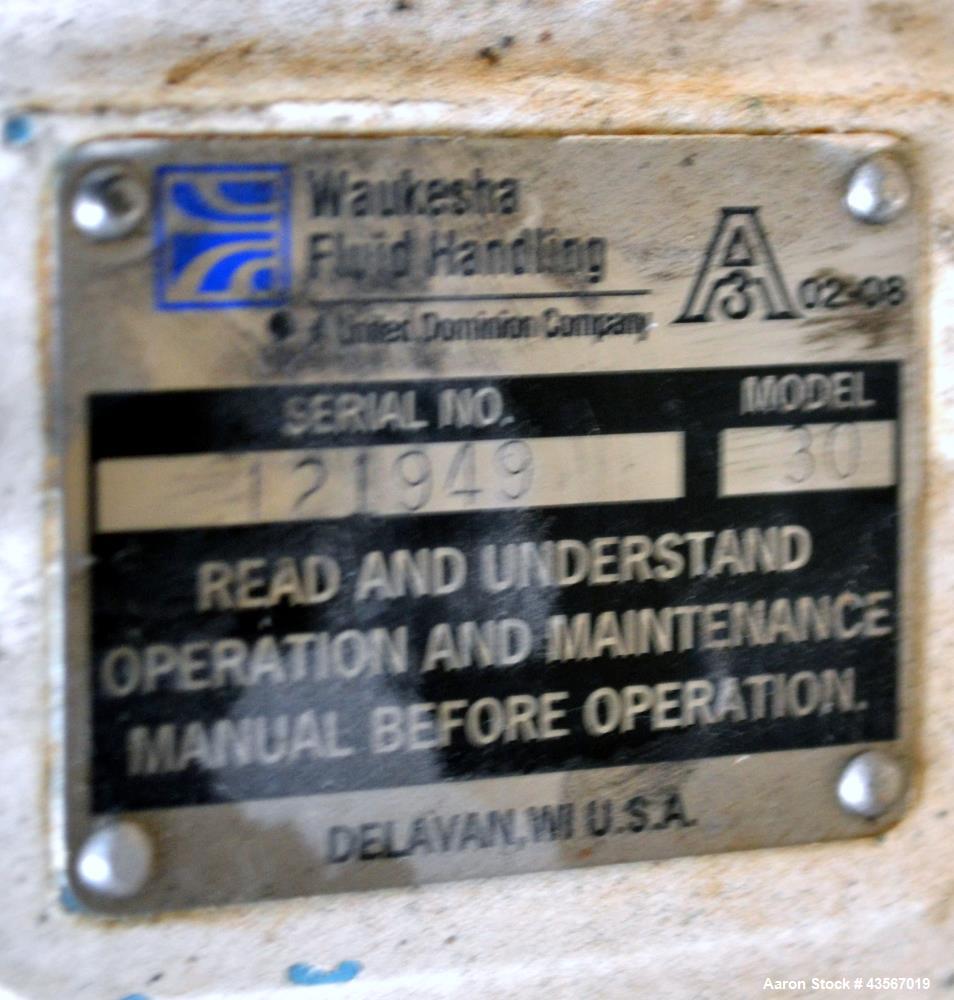 Waukesha
Fluid Handling
A United Dominion Company
A
3
02-08
SERIAL NO.
MODEL
121949
30
READ AND UNDERSTAND
OPERATION AND MAINTENANCE
MANUAL BEFORE OPERATION.
DELAVAN, WI U.S.A.
Aaron Stock # 43567019